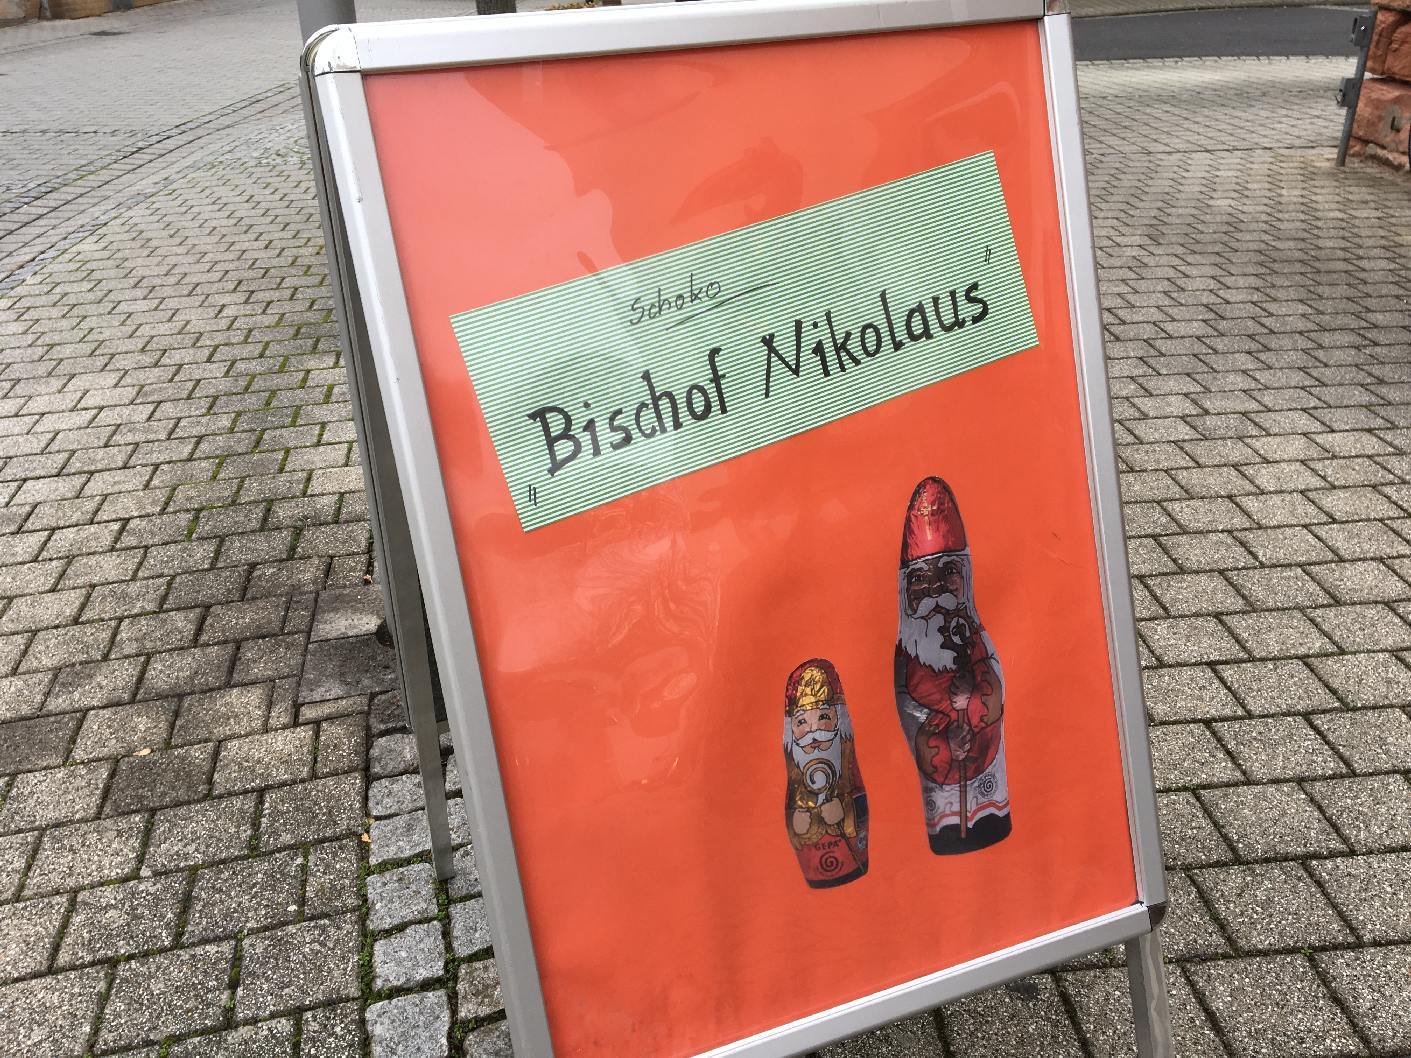 Schoko
„Bischof Nikolaus"
GEPA